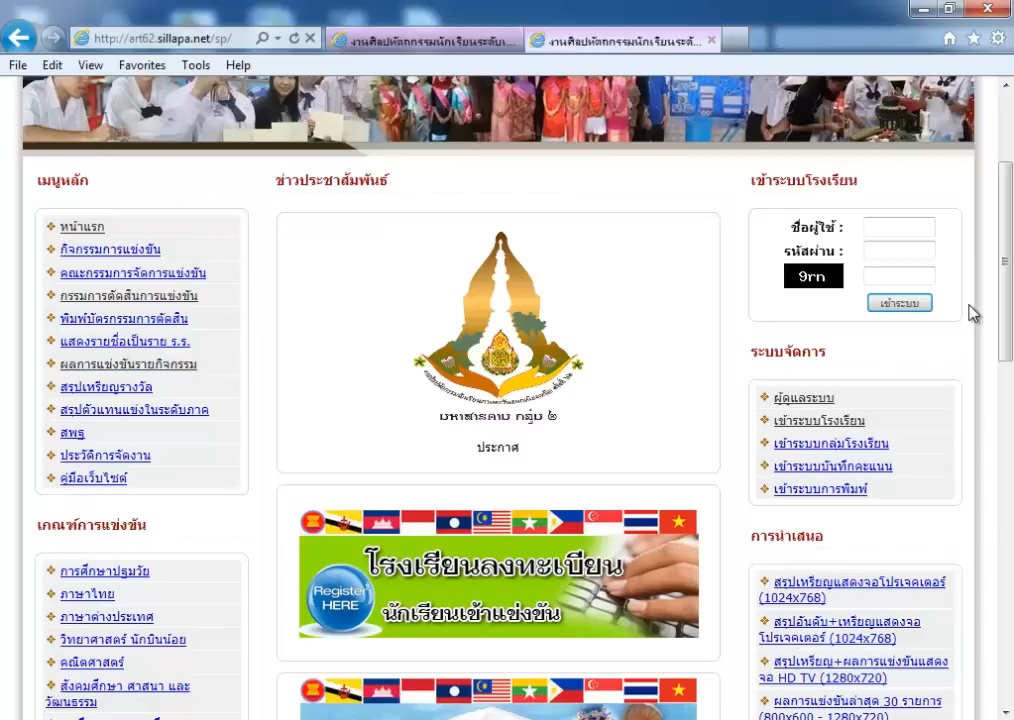 http://art62.sillapa.net/sp/
งานศิลปหัตถกรรมนักเรียนระดับเ...
งานศิลปหัตถกรรมนักเรียนระดั...
File Edit View Favorites Tools Help
เมนูหลัก
หน้าแรก
กิจกรรมการแข่งขัน
คณะกรรมการจัดการแข่งขัน
กรรมการตัดสินการแข่งขัน
พิมพ์บัตรกรรมการตัดสิน
แสดงรายชื่อเป็นราย ร.ร.
ผลการแข่งขันรายกิจกรรม
สรุปเหรียญรางวัล
สรุปตัวแทนแข่งในระดับภาค
สพฐ
ประวัติการจัดงาน
คู่มือเว็บไซต์
เกณฑ์การแข่งขัน
การศึกษาปฐมวัย
ภาษาไทย
ภาษาต่างประเทศ
วิทยาศาสตร์ นักบินน้อย
คณิตศาสตร์
สังคมศึกษา ศาสนา และ
วัฒนธรรม
ข่าวประชาสัมพันธ์
มหาสารคาม กลุ่ม ๒
ประกาศ
โรงเรียนลงทะเบียน
Register
HERE
นักเรียนเข้าแข่งขัน
เข้าระบบโรงเรียน
ชื่อผู้ใช้ :
รหัสผ่าน :
9rn
เข้าระบบ
ระบบจัดการ
ผู้ดูแลระบบ
เข้าระบบโรงเรียน
เข้าระบบกลุ่มโรงเรียน
เข้าระบบบันทึกคะแนน
เข้าระบบการพิมพ์
การนำเสนอ
สรุปเหรียญแสดงจอโปรเจคเตอร์
(1024x768)
สรุปอันดับ+เหรียญแสดงจอ
โปรเจคเตอร์ (1024x768)
สรุปเหรียญ+ผลการแข่งขันแสดง
จอ HD TV (1280x720)
ผลการแข่งขันล่าสุด 30 รายการ
(800x600 - 1280x720)